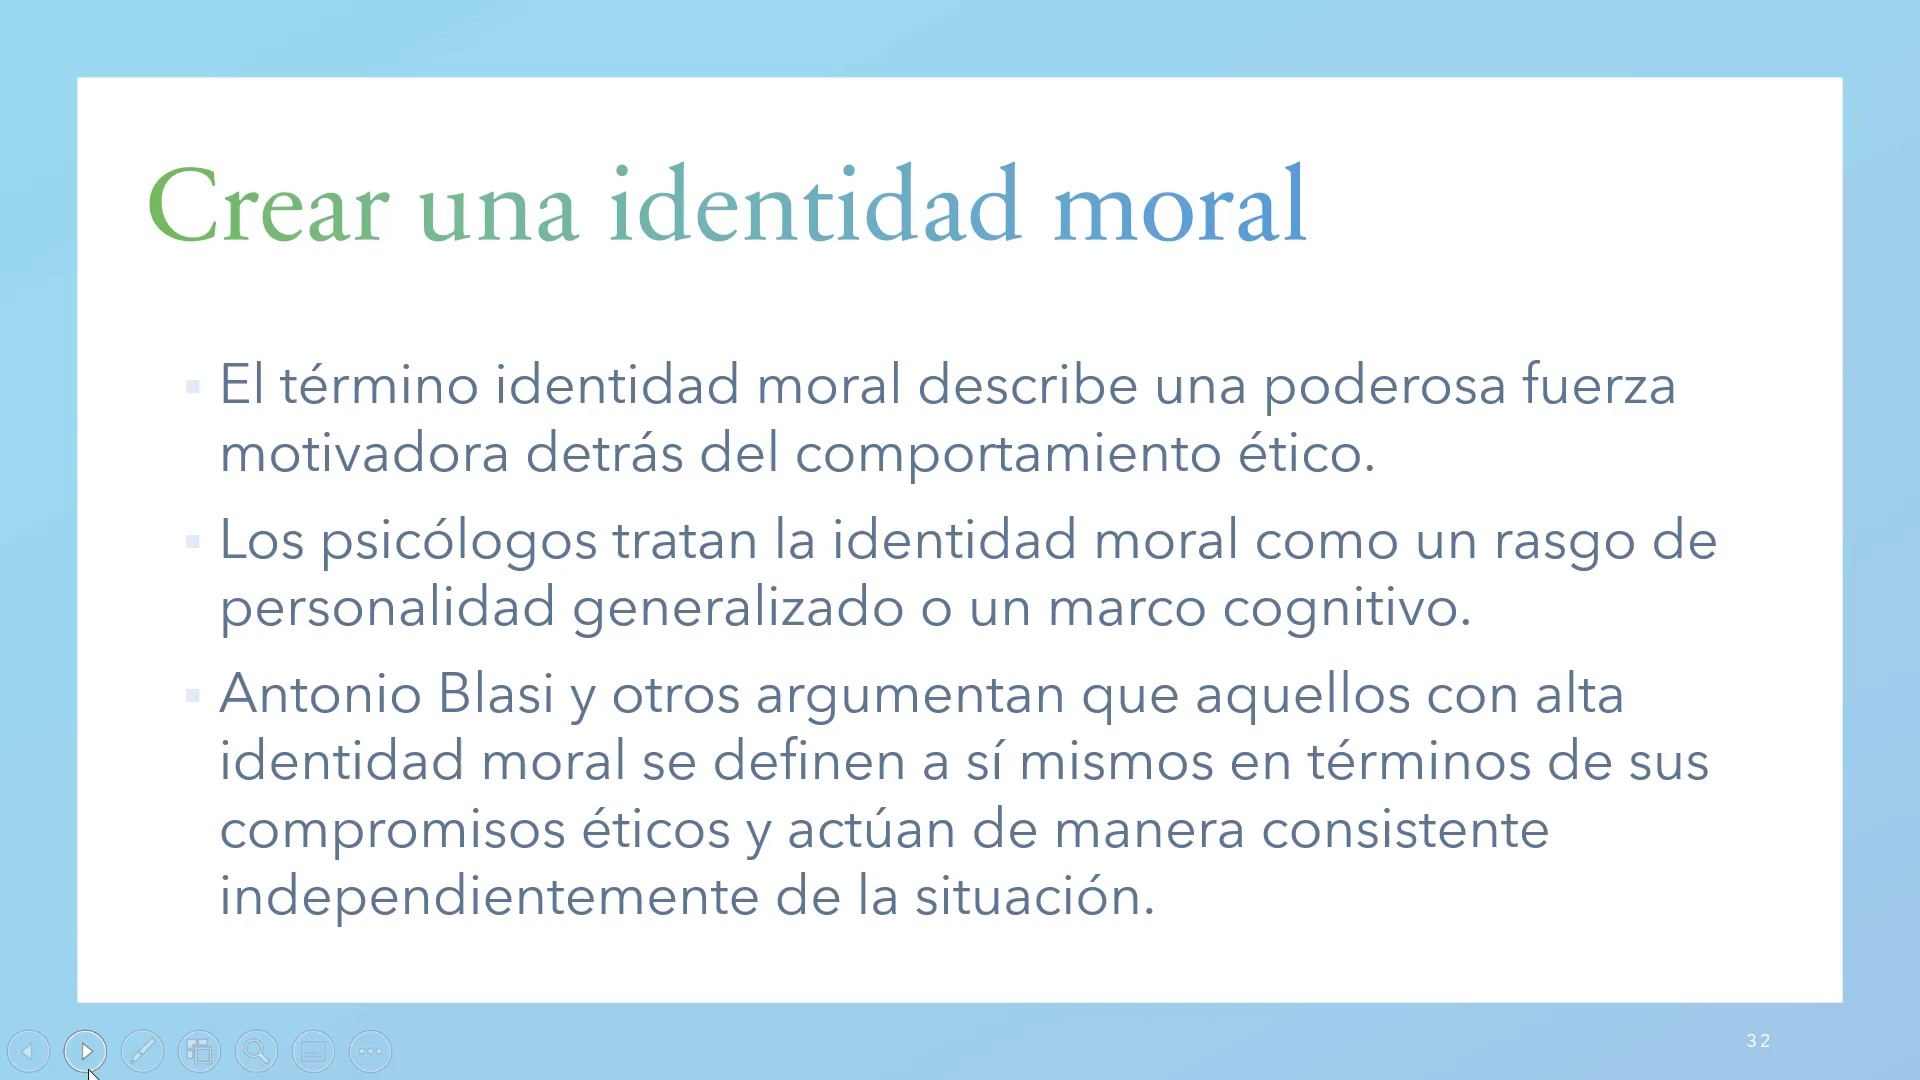 Crear una identidad moral
El término identidad moral describe una poderosa fuerza
motivadora detrás del comportamiento ético.
Los psicólogos tratan la identidad moral como un rasgo de
personalidad generalizado o un marco cognitivo.
Antonio Blasi y otros argumentan que aquellos con alta
identidad moral se definen a sí mismos en términos de sus
compromisos éticos y actúan de manera consistente
independientemente de la situación.
32